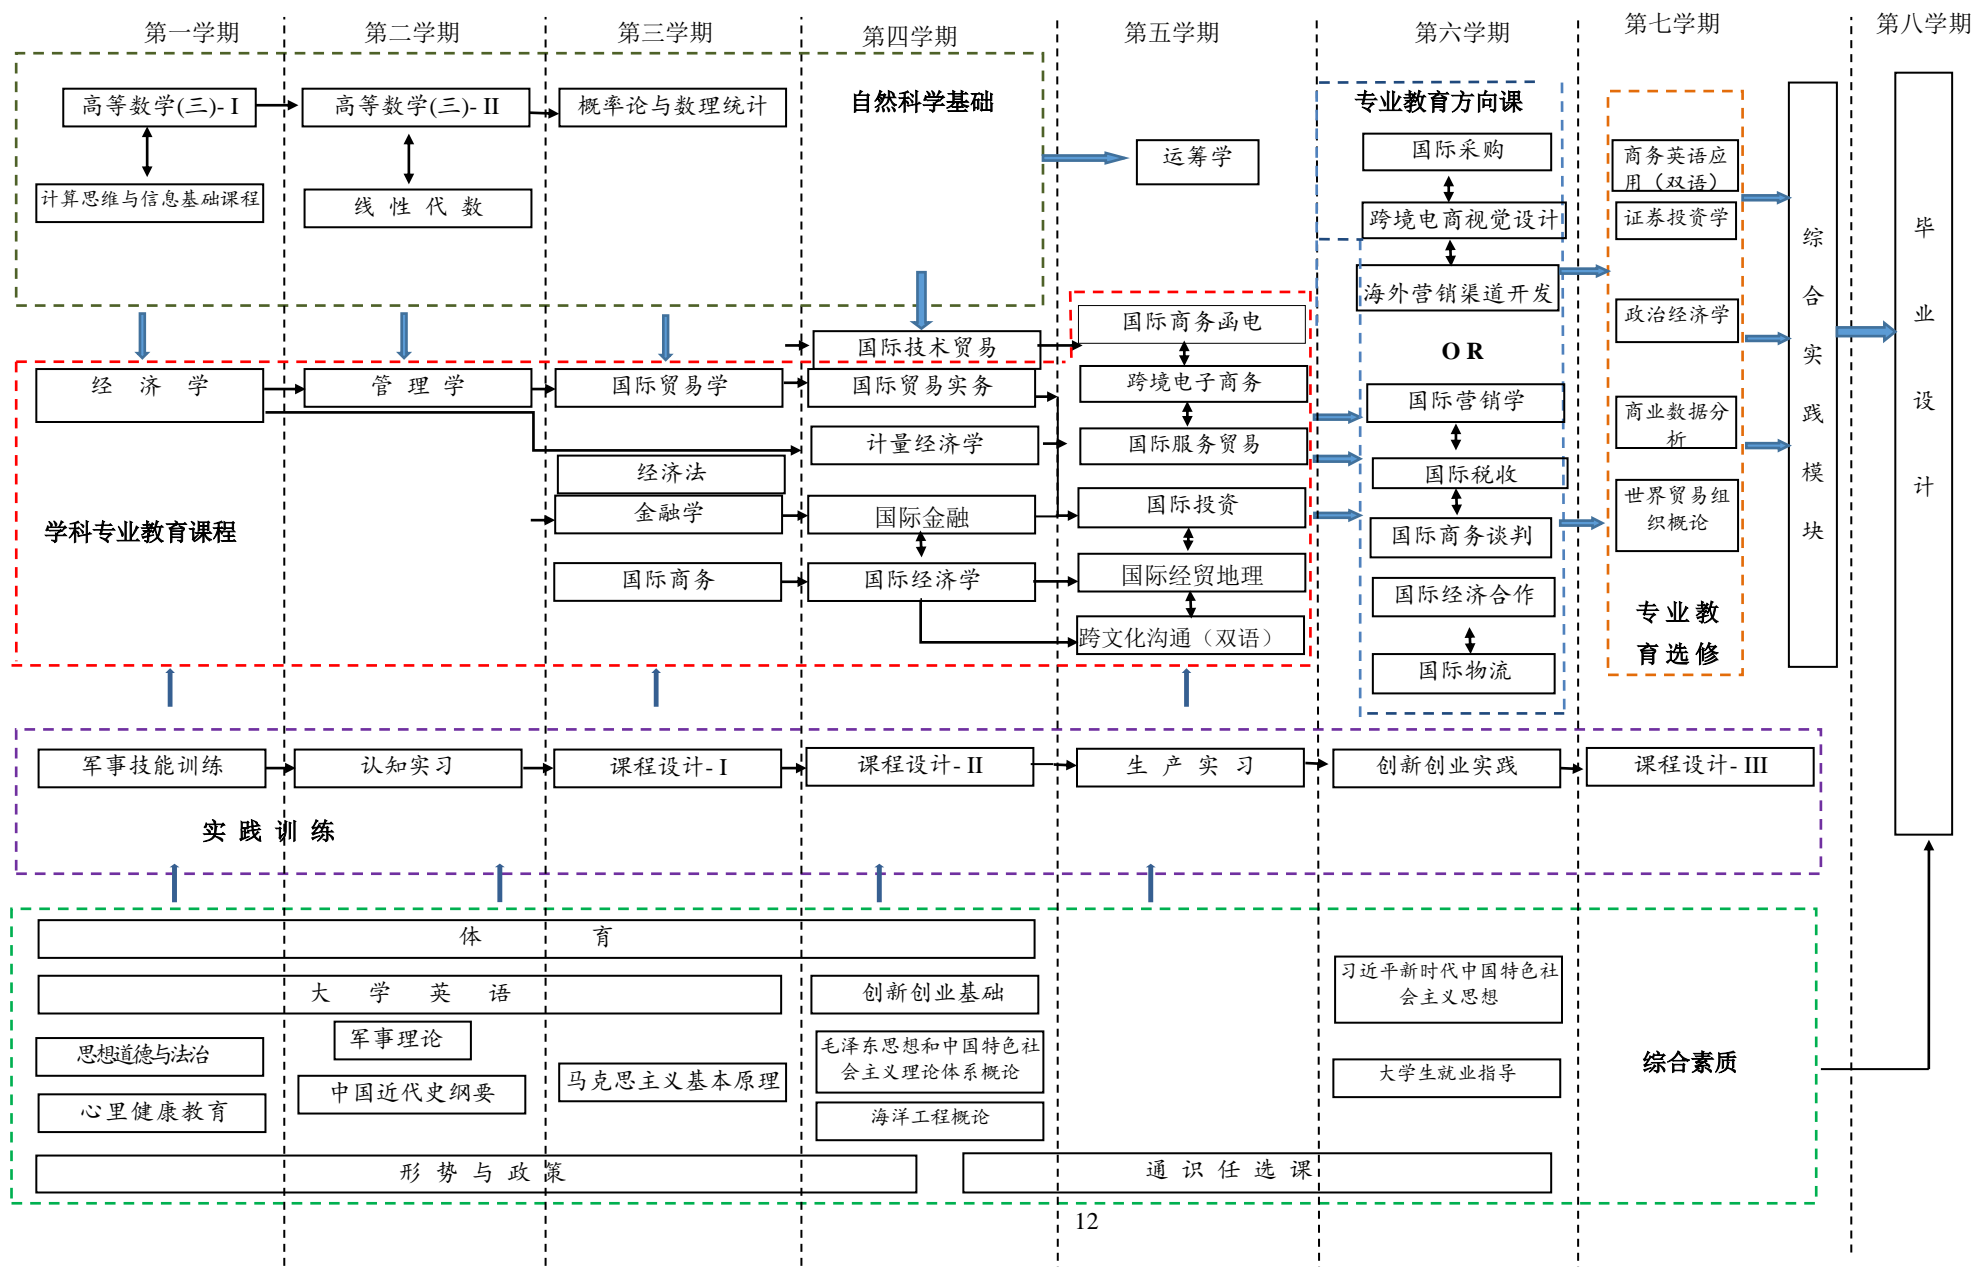 第一学期
第二学期
第三学期
第四学期
第五学期
第六学期
第七学期
第八学期
高等数学(三)- I
高等数学(三)- II
概率论与数理统计
自然科学基础
计算思维与信息基础课程
线 性 代 数
运筹学
专业教育方向课
国际采购
跨境电商视觉设计
海外营销渠道开发
O R
国际营销学
国际税收
国际商务谈判
国际经济合作
国际物流
商务英语应
用（双语）
证券投资学
政治经济学
商业数据分
析
世界贸易组
织概论
专 业 教
育 选 修
综
合
实
践
模
块
毕
业
设
计
经 济 学
管 理 学
国际贸易学
国际技术贸易
国际贸易实务
计量经济学
经济法
金融学
国际金融
国际商务
国际经济学
学科专业教育课程
国际商务函电
跨境电子商务
国际服务贸易
国际投资
国际经贸地理
跨文化沟通（双语）
军事技能训练
认知实习
课程设计- I
课程设计- II
生 产 实 习
创新创业实践
课程设计- III
实 践 训 练
体 育
大 学 英 语
创新创业基础
习近平新时代中国特色社
会主义思想
思想道德与法治
军事理论
马克思主义基本原理
毛泽东思想和中国特色社
会主义理论体系概论
大学生就业指导
综合素质
心里健康教育
中国近代史纲要
海洋工程概论
形 势 与 政 策
通 识 任 选 课
12